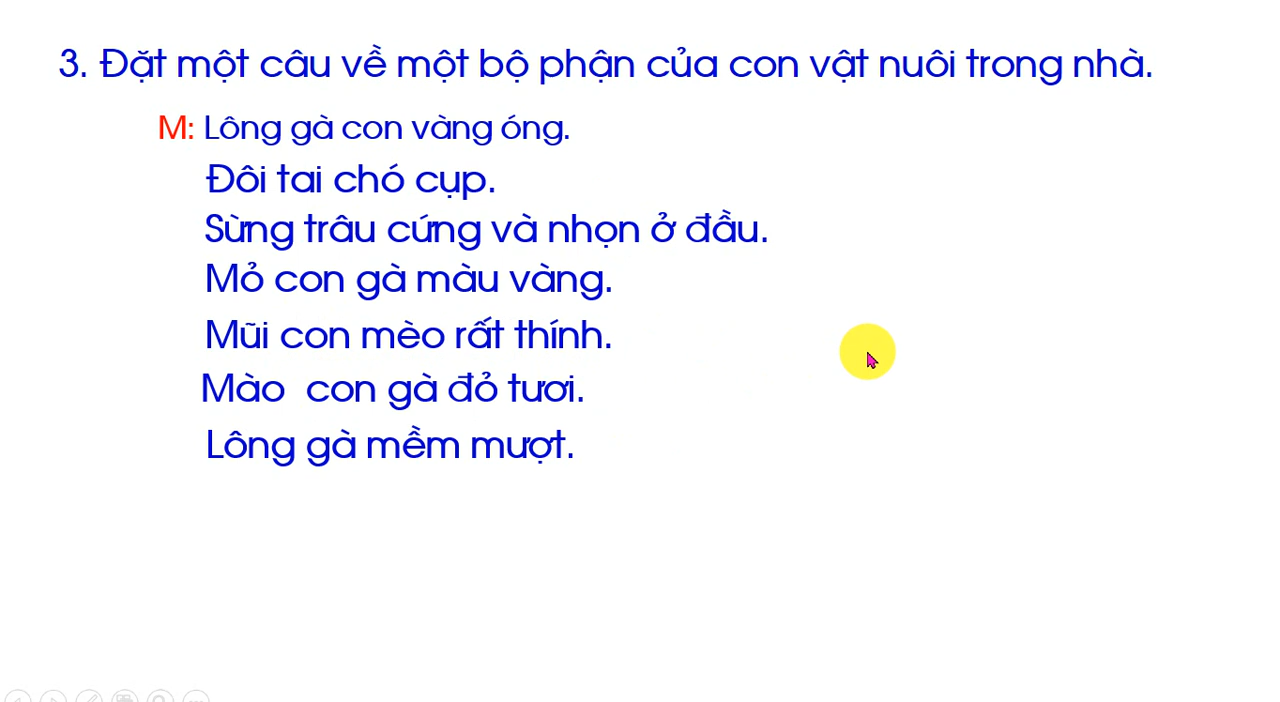 3. Đặt một câu về một bộ phận của con vật nuôi trong nhà.
M: Lông gà con vàng óng.
Đôi tai chó cụp.
Sừng trâu cứng và nhọn ở đầu.
Mỏ con gà màu vàng.
Mũi con mèo rất thính.
Mào con gà đỏ tươi.
Lông gà mềm mượt.